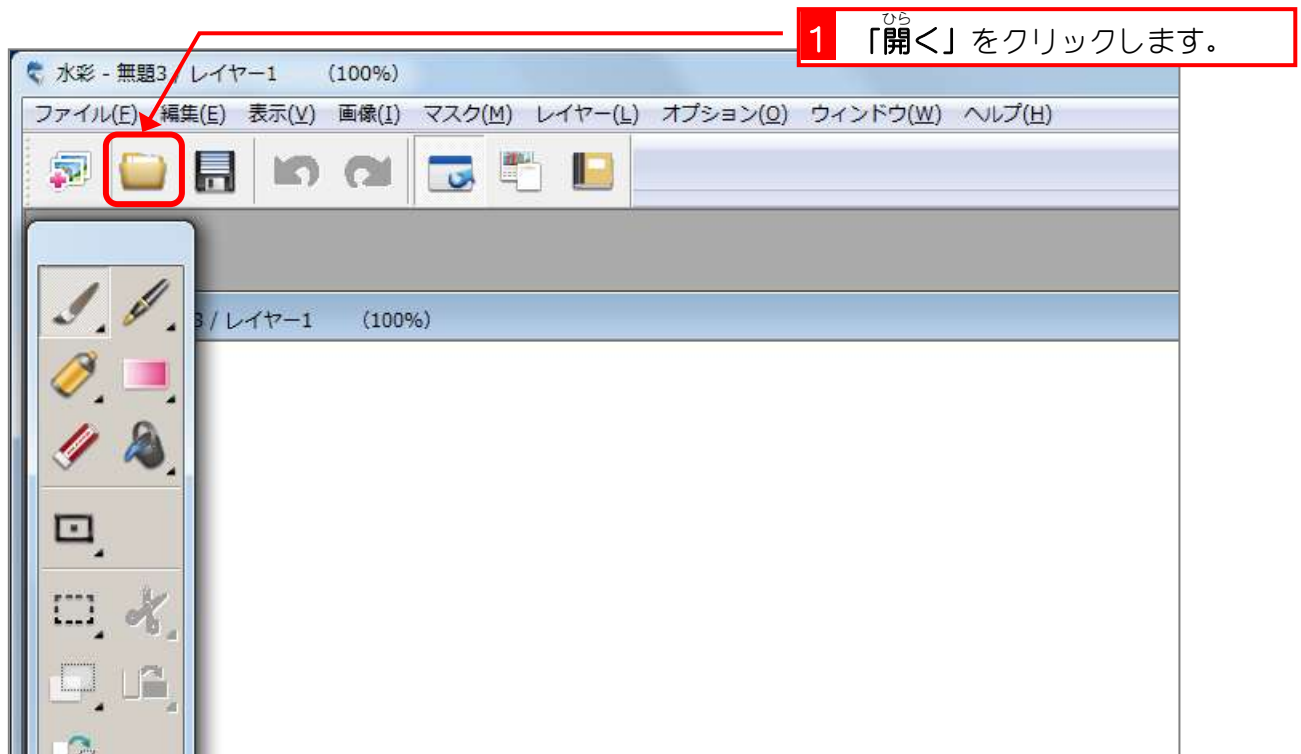 1 「開く」をクリックします。
ひら
水彩 - 無題3 / レイヤー1 (100%)
ファイル(F) 編集(E) 表示(V) 画像(I) マスク(M) レイヤー(L) オプション(O) ウィンドウ(W) ヘルプ(H)
3 / レイヤー1 (100%)